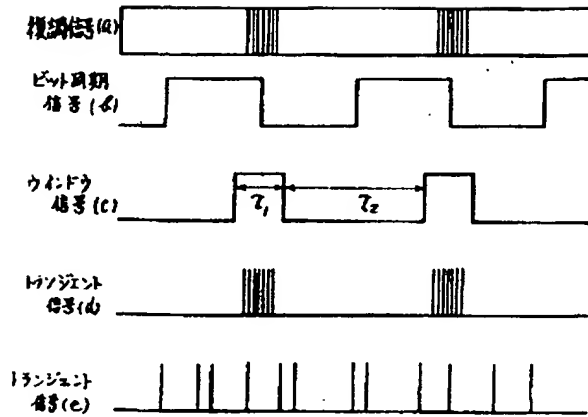 復調信号(a)
ビット同期
信号(b)
ウインドウ
信号(c)
τ1
τ2
トランジェント
信号(d)
トランジェント
信号(e)